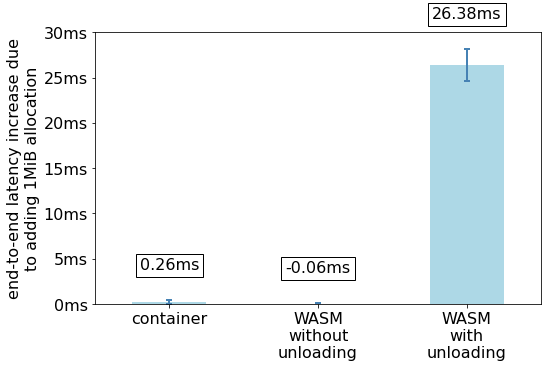 26.38ms
30ms
25ms
20ms
15ms
10ms
5ms
0ms
end-to-end latency increase due
to adding 1MiB allocation
0.26ms
-0.06ms
container
WASM
without
unloading
WASM
with
unloading